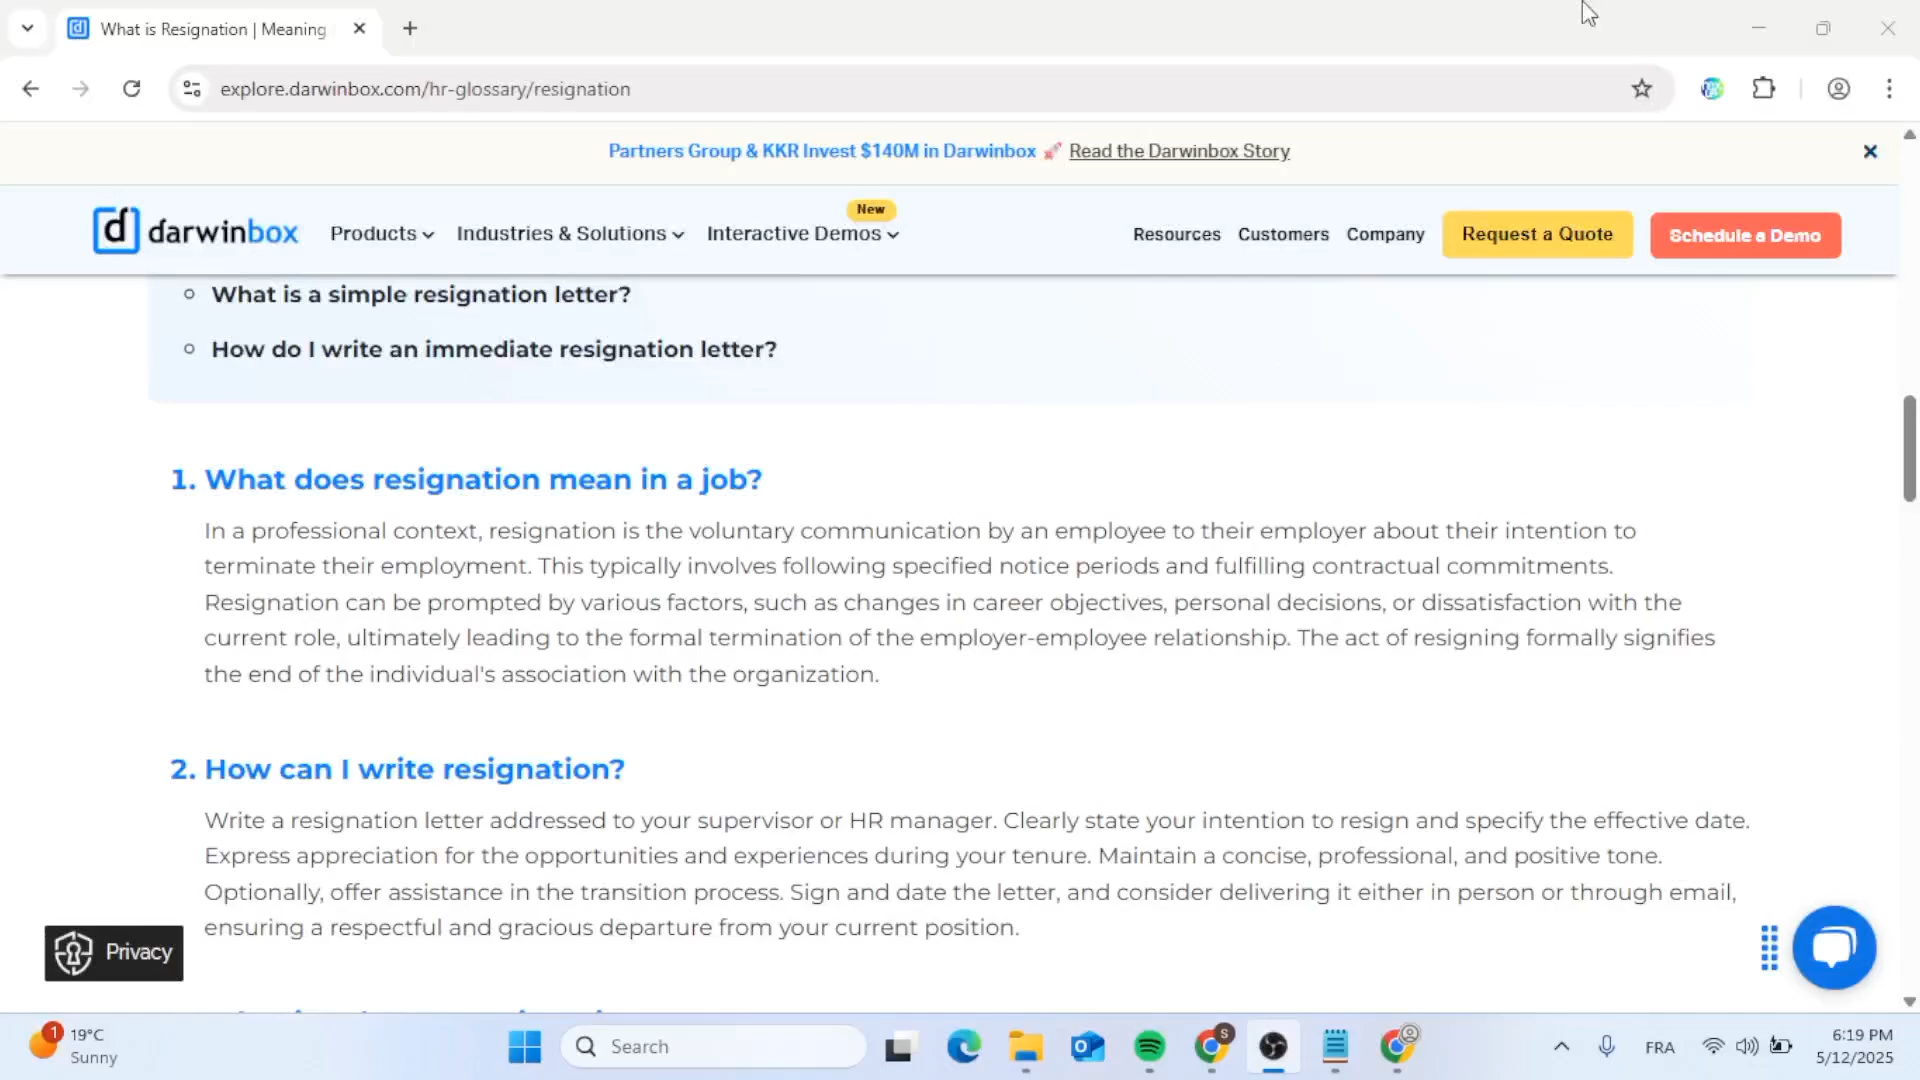 What is Resignation | Meaning
explore.darwinbox.com/hr-glossary/resignation
Partners Group & KKR Invest $140M in Darwinbox 🚀 Read the Darwinbox Story
New
darwinbox Products Industries & Solutions Interactive Demos Resources Customers Company Request a Quote Schedule a Demo
What is a simple resignation letter?
How do I write an immediate resignation letter?
1. What does resignation mean in a job?
In a professional context, resignation is the voluntary communication by an employee to their employer about their intention to
terminate their employment. This typically involves following specified notice periods and fulfilling contractual commitments.
Resignation can be prompted by various factors, such as changes in career objectives, personal decisions, or dissatisfaction with the
current role, ultimately leading to the formal termination of the employer-employee relationship. The act of resigning formally signifies
the end of the individual's association with the organization.
2. How can I write resignation?
Write a resignation letter addressed to your supervisor or HR manager. Clearly state your intention to resign and specify the effective date.
Express appreciation for the opportunities and experiences during your tenure. Maintain a concise, professional, and positive tone.
Optionally, offer assistance in the transition process. Sign and date the letter, and consider delivering it either in person or through email,
ensuring a respectful and gracious departure from your current position.
Privacy
1
19°C
Sunny
Search
S
FRA
6:19 PM
5/12/2025